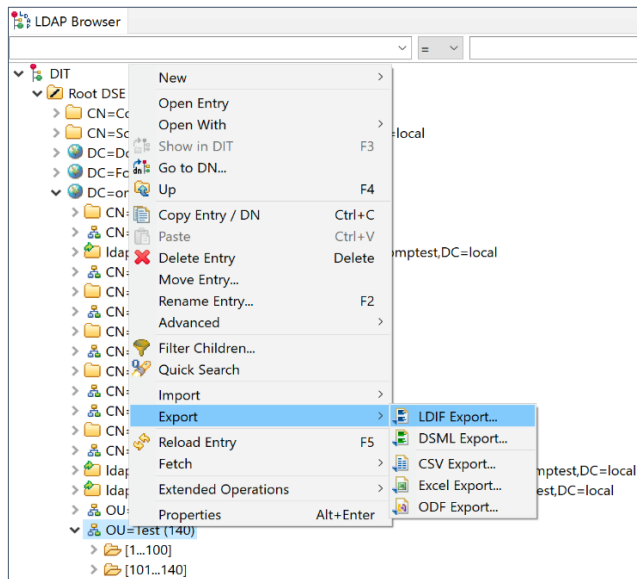 LDAP Browser
=
DIT
Root DSE
New
Open Entry
CN=Co
Open With
CN=Sc
=local
Show in DIT F3
DC=Do
Go to DN...
DC=Fo
Up F4
DC=on
Copy Entry / DN Ctrl+C
CN=
Paste Ctrl+V
CN=
Delete Entry Delete
ldap
omptest,DC=local
Move Entry...
CN=
Rename Entry... F2
CN=
Advanced
CN=
Filter Children...
CN=
Quick Search
CN=
Import
CN=
Export
CN=
LDIF Export...
CN=
DSML Export...
Reload Entry F5
CN=
Fetch
CSV Export...
ldap
mptest,DC=local
Extended Operations
Excel Export...
ldap
est,DC=local
Properties Alt+Enter
ODF Export...
OU=
OU=Test (140)
[1...100]
[101...140]